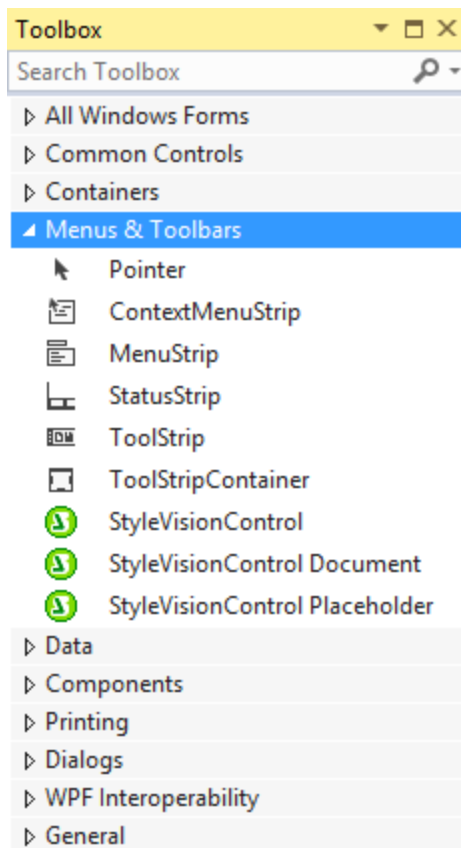 Toolbox
Search Toolbox
All Windows Forms
Common Controls
Containers
Menus & Toolbars
Pointer
ContextMenuStrip
MenuStrip
StatusStrip
ToolStrip
ToolStripContainer
StyleVisionControl
StyleVisionControl Document
StyleVisionControl Placeholder
Data
Components
Printing
Dialogs
WPF Interoperability
General